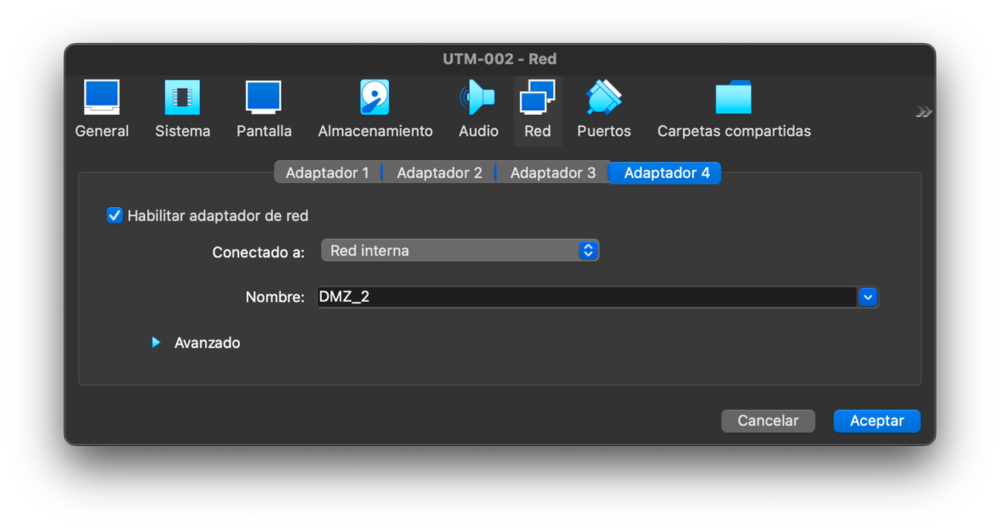 UTM-002 - Red
General Sistema Pantalla Almacenamiento Audio Red Puertos Carpetas compartidas
Adaptador 1 Adaptador 2 Adaptador 3 Adaptador 4
Habilitar adaptador de red
Conectado a: Red interna
Nombre: DMZ_2
Avanzado
Cancelar Aceptar